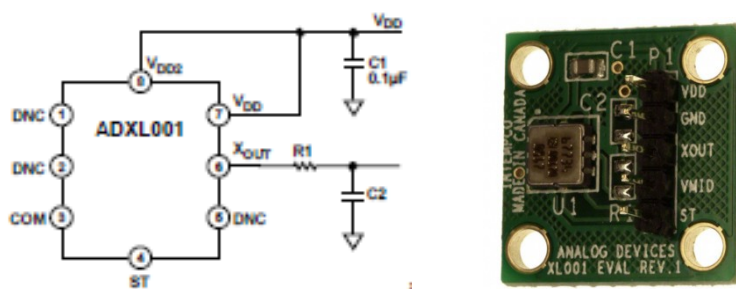 VDD
8
VDD2
C1
0.1µF
VDD
DNC 1
ADXL001
7
DNC 2
XOUT
6
R1
C2
COM 3
5 DNC
4
ST
C1
P1
VDD
C2
GND
XOUT
MADE IN CANADA
VMID
U1
R1
ST
ANALOG DEVICES
XL001 EVAL REV.1